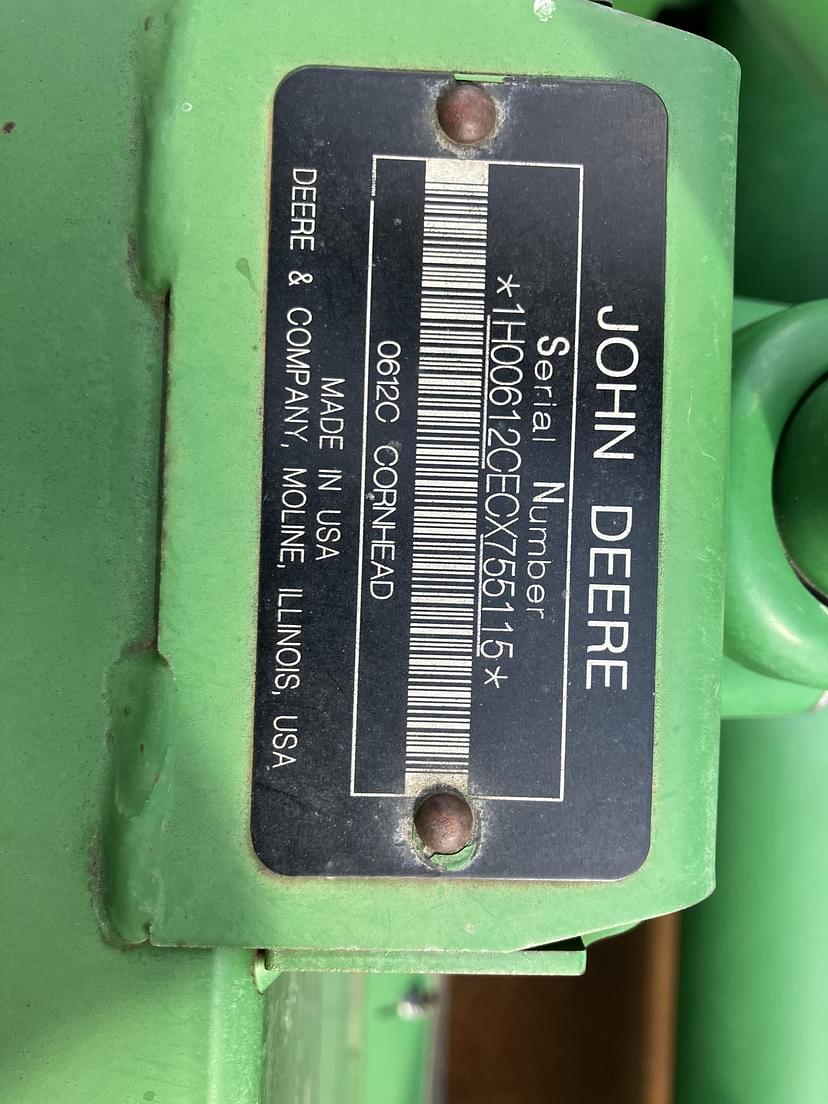 JOHN DEERE
Serial Number
*1H00612CECX755115*
0612C CORNHEAD
MADE IN USA
DEERE & COMPANY, MOLINE, ILLINOIS, USA